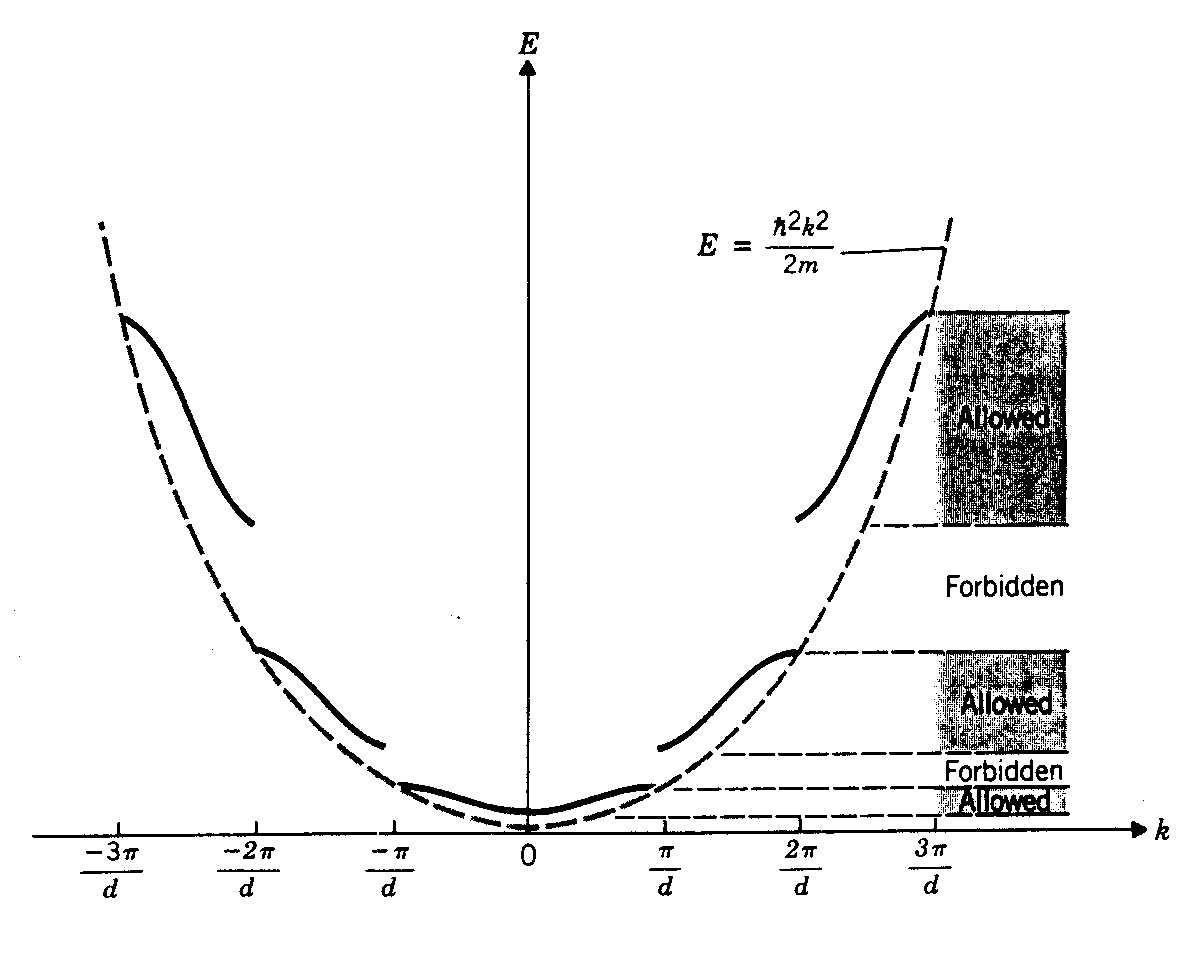 E
E = ħ²k² / 2m
Allowed
Forbidden
Allowed
Forbidden
Allowed
k
−3π/d −2π/d −π/d 0 π/d 2π/d 3π/d